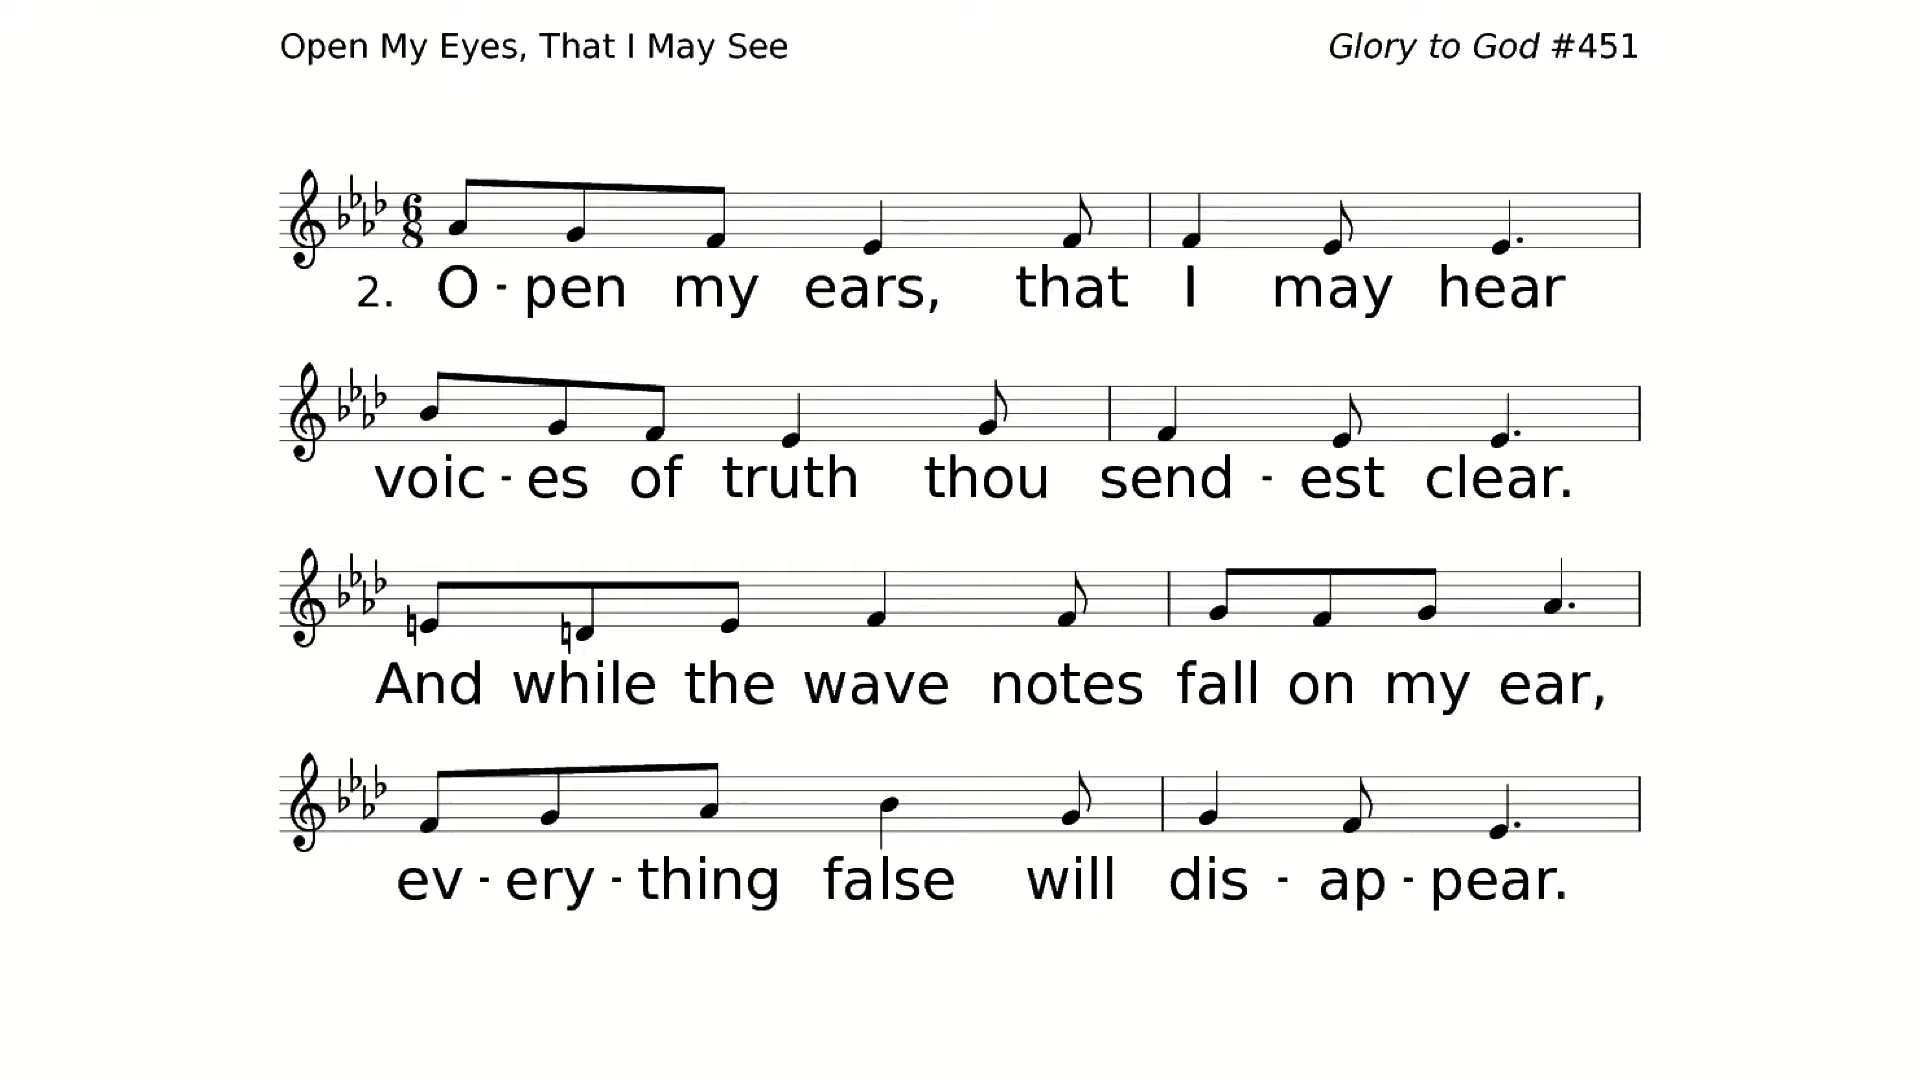 Open My Eyes, That I May See Glory to God #451
6
8
2. O - pen my ears, that I may hear
voic - es of truth thou send - est clear.
And while the wave notes fall on my ear,
ev - ery - thing false will dis - ap - pear.